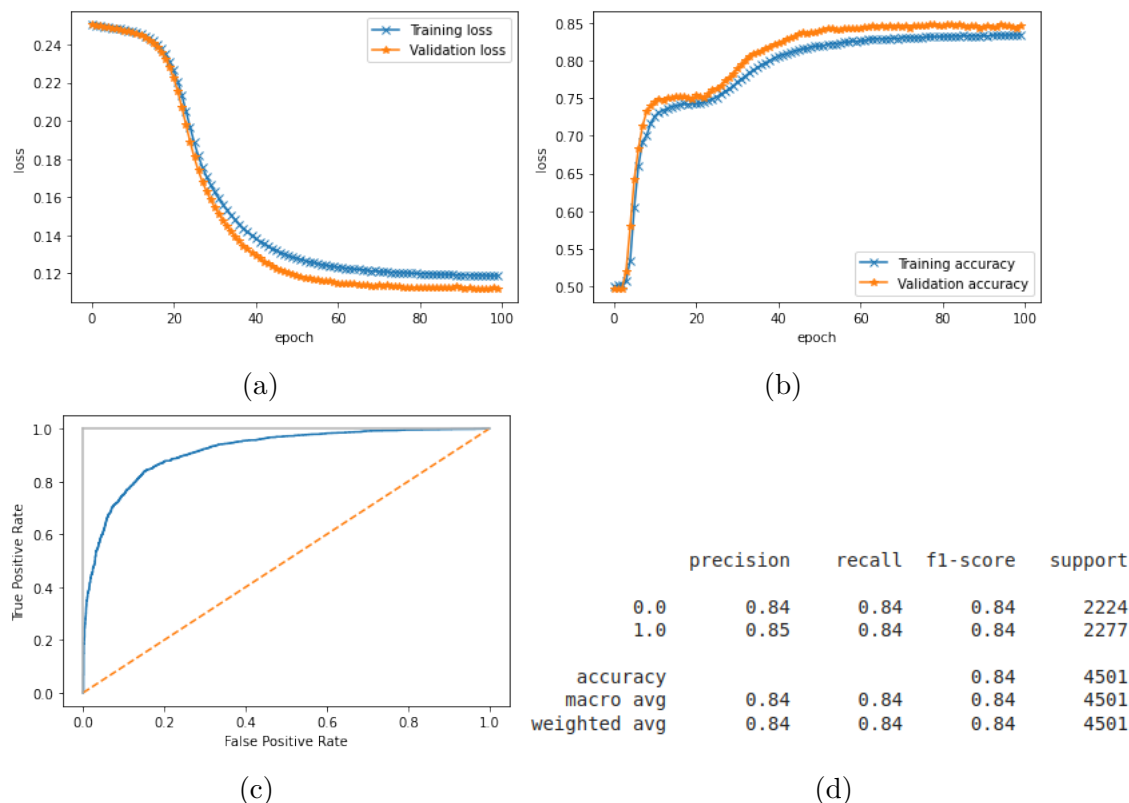 0.24
0.22
0.20
0.18
0.16
0.14
0.12
loss
0 20 40 60 80 100
epoch
Training loss
Validation loss
(a)
0.85
0.80
0.75
0.70
0.65
0.60
0.55
0.50
loss
0 20 40 60 80 100
epoch
Training accuracy
Validation accuracy
(b)
1.0
0.8
0.6
0.4
0.2
0.0
True Positive Rate
0.0 0.2 0.4 0.6 0.8 1.0
False Positive Rate
(c)
precision recall f1-score support
0.0 0.84 0.84 0.84 2224
1.0 0.85 0.84 0.84 2277
accuracy 0.84 4501
macro avg 0.84 0.84 0.84 4501
weighted avg 0.84 0.84 0.84 4501
(d)